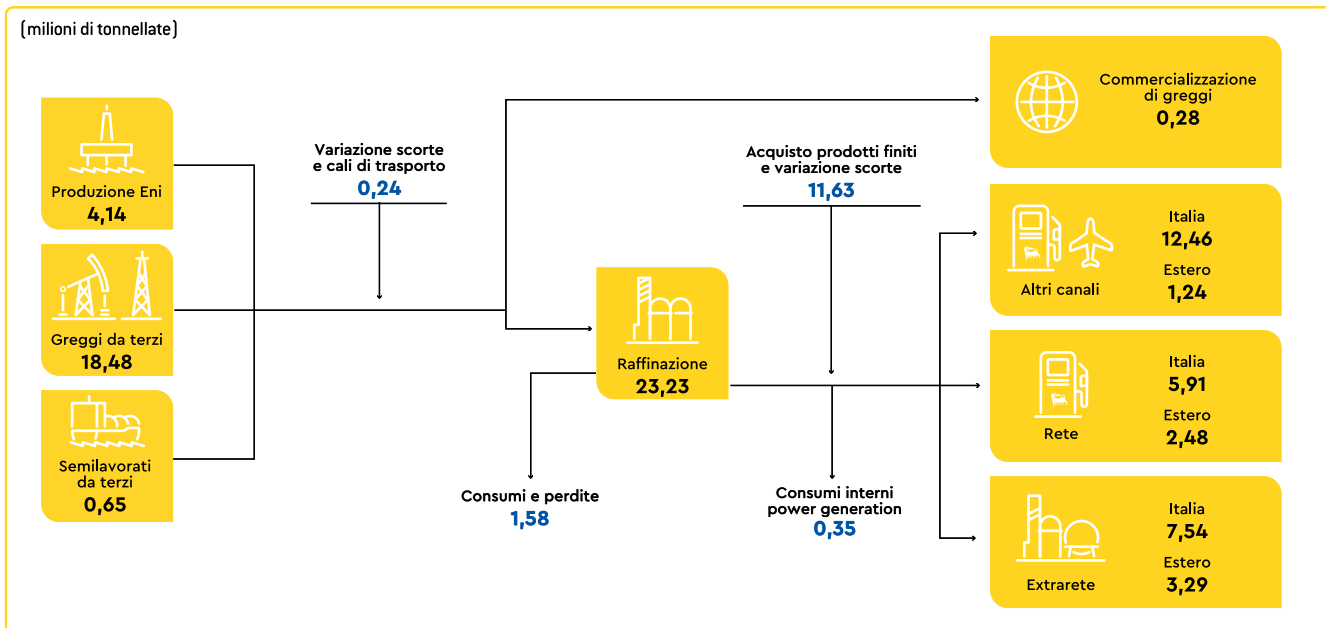 (milioni di tonnellate)
Produzione Eni
4,14
Greggi da terzi
18,48
Semilavorati
da terzi
0,65
Variazione scorte
e cali di trasporto
0,24
Consumi e perdite
1,58
Raffinazione
23,23
Acquisto prodotti finiti
e variazione scorte
11,63
Consumi interni
power generation
0,35
Commercializzazione
di greggi
0,28
Altri canali
Italia
12,46
Estero
1,24
Rete
Italia
5,91
Estero
2,48
Extrarete
Italia
7,54
Estero
3,29